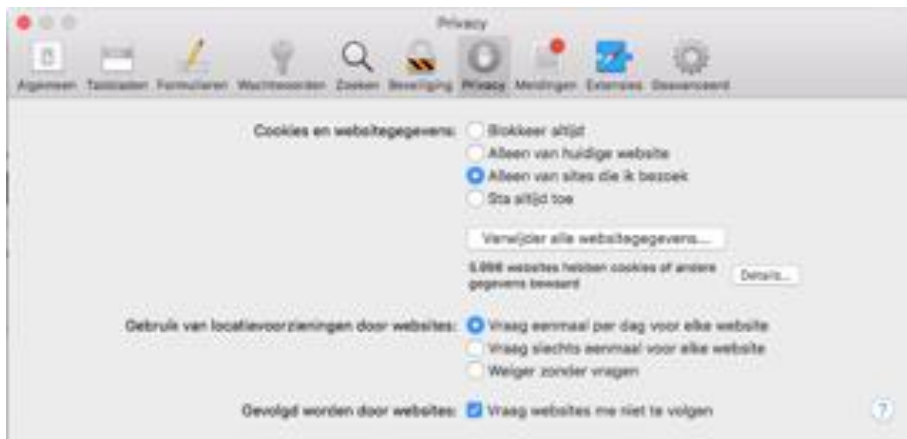 Privacy
Algemeen Tabbladen Formulieren Wachtwoorden Zoeken Beveiliging Privacy Meldingen Extensies Geavanceerd
Cookies en websitegegevens: Blokkeer altijd
Alleen van huidige website
Alleen van sites die ik bezoek
Sta altijd toe
Verwijder alle websitegegevens...
websites hebben cookies of andere
gegevens bewaard
Details...
Gebruik van locatievoorzieningen door websites: Vraag eenmaal per dag voor elke website
Vraag slechts eenmaal voor elke website
Weiger zonder vragen
Gevolgd worden door websites: Vraag websites me niet te volgen
?